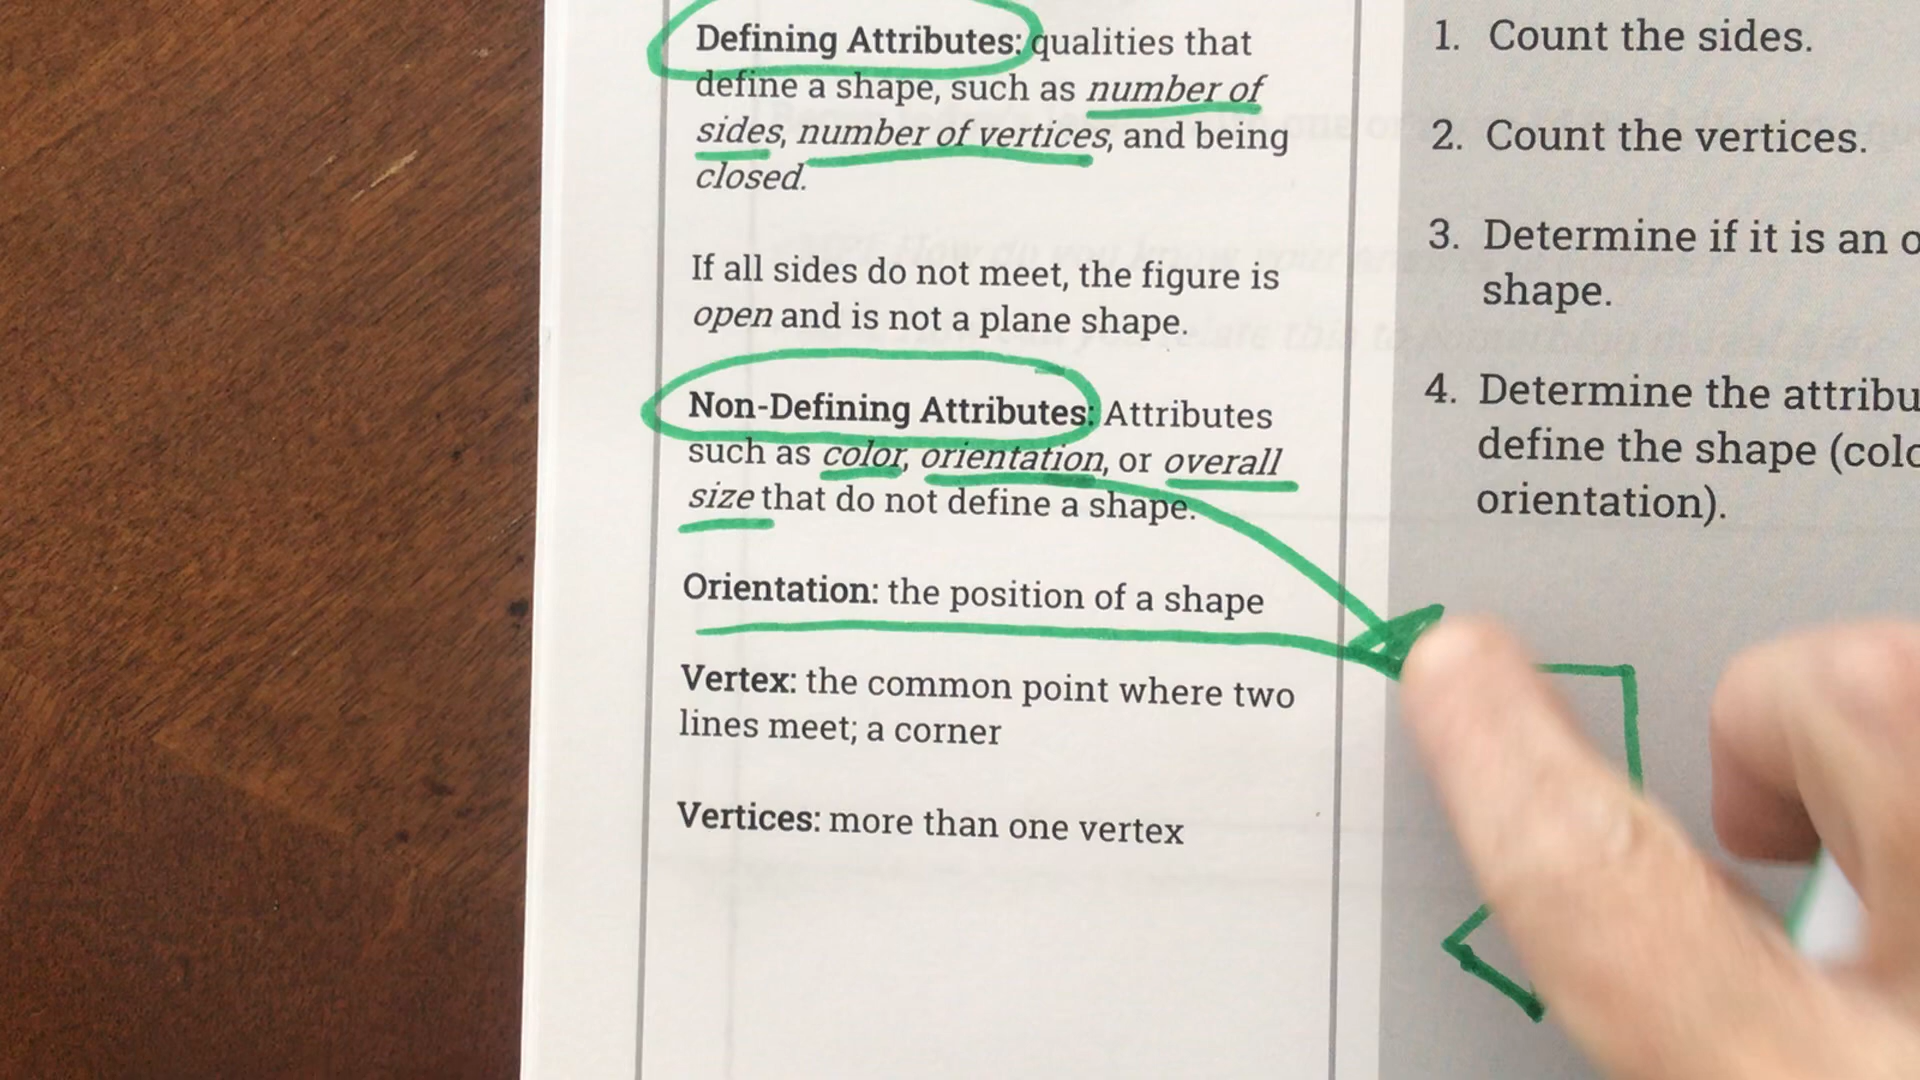 Defining Attributes: qualities that
define a shape, such as number of
sides, number of vertices, and being
closed.
If all sides do not meet, the figure is
open and is not a plane shape.
Non-Defining Attributes: Attributes
such as color, orientation, or overall
size that do not define a shape.
Orientation: the position of a shape
Vertex: the common point where two
lines meet; a corner
Vertices: more than one vertex
1. Count the sides.
2. Count the vertices.
3. Determine if it is an o
shape.
4. Determine the attribu
define the shape (colo
orientation).